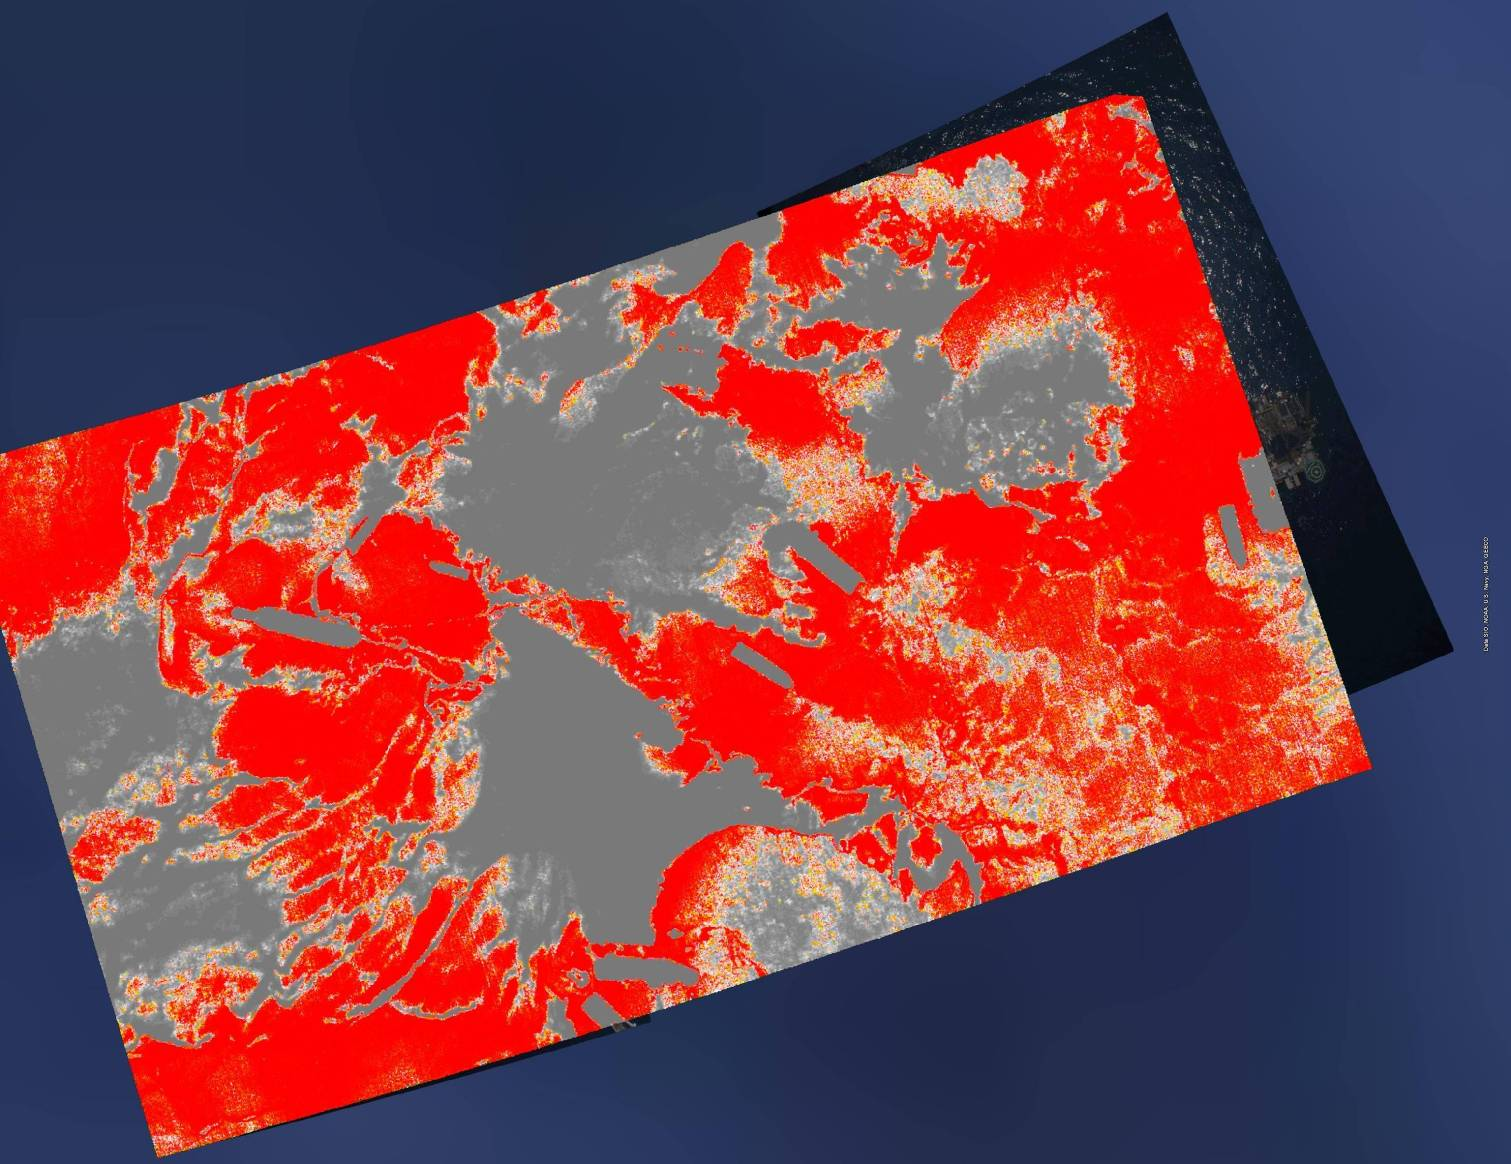 Data SIO, NOAA, U.S. Navy, NGA, GEBCO